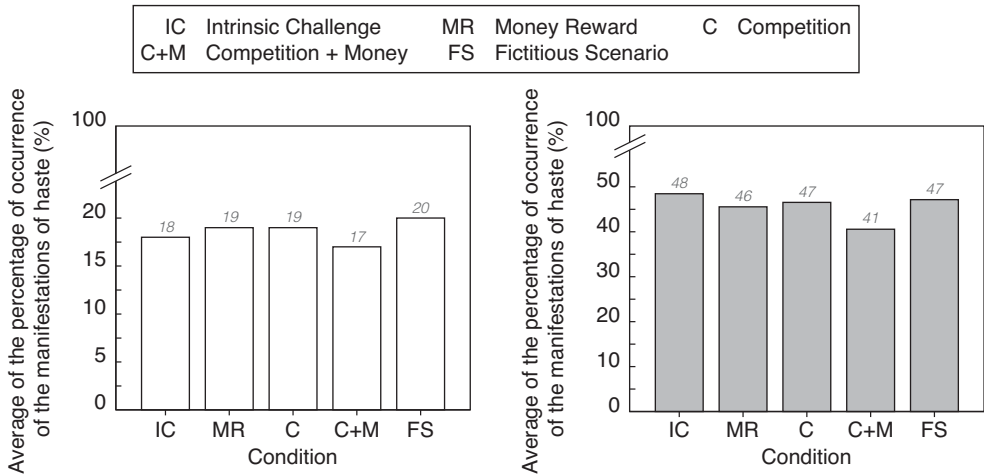 IC Intrinsic Challenge MR Money Reward C Competition
C+M Competition + Money FS Fictitious Scenario
Average of the percentage of occurrence
of the manifestations of haste (%)
100
20
15
10
5
0
18
19
19
17
20
IC MR C C+M FS
Condition
Average of the percentage of occurrence
of the manifestations of haste (%)
100
50
40
30
20
10
0
48
46
47
41
47
IC MR C C+M FS
Condition